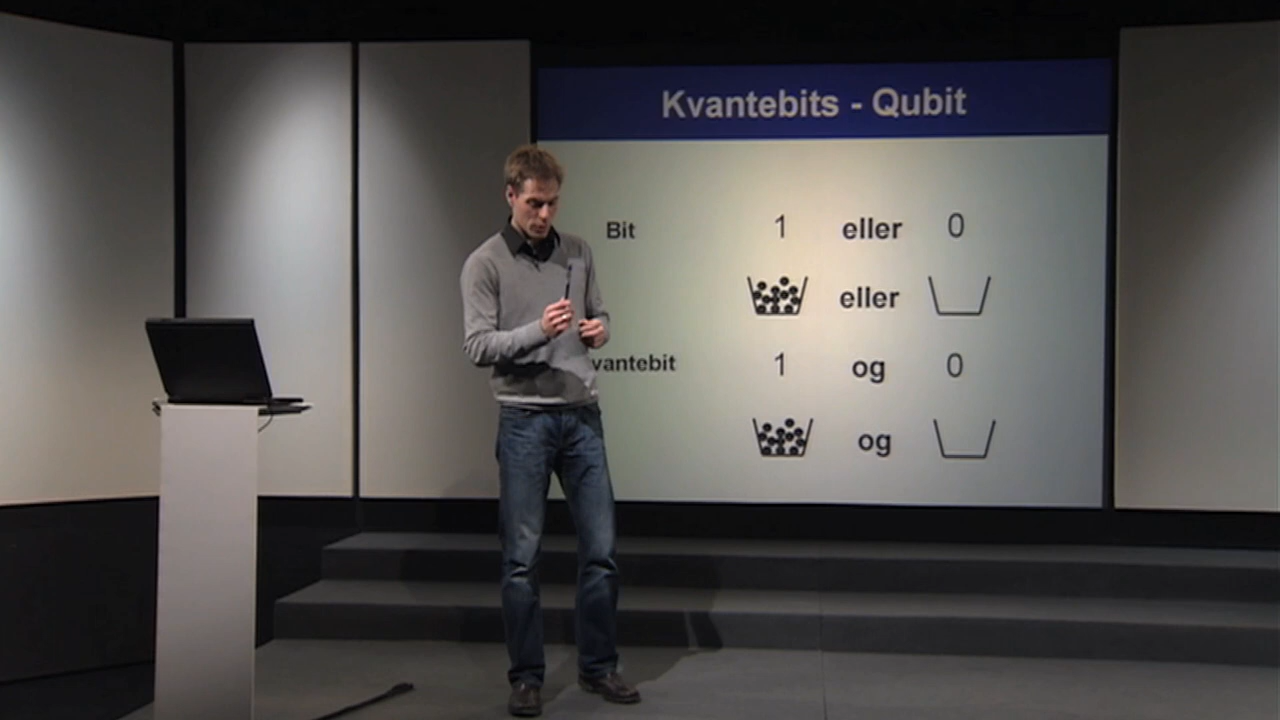 Kvantebits - Qubit
Bit 1 eller 0
eller
vantebit 1 og 0
og